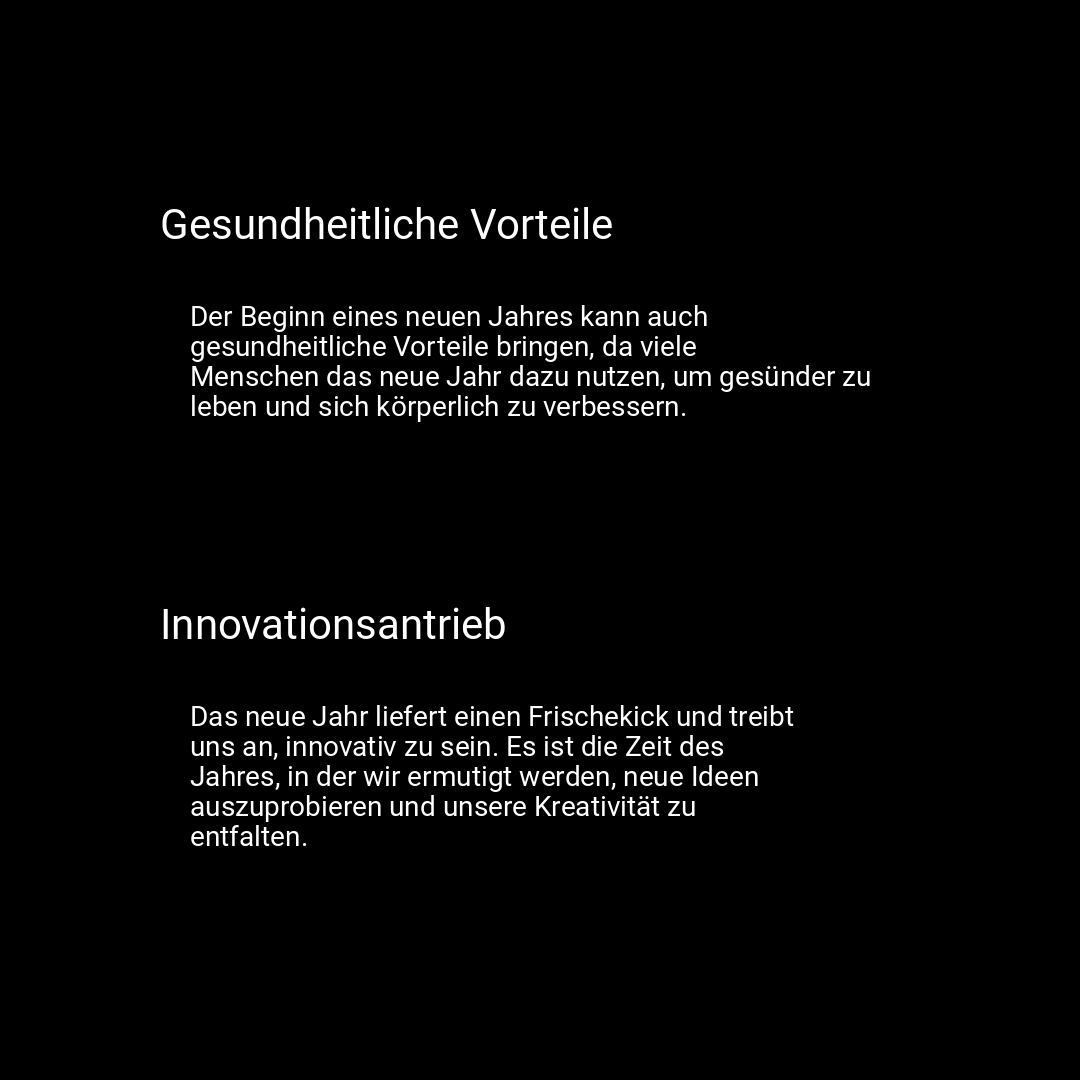 Gesundheitliche Vorteile
Der Beginn eines neuen Jahres kann auch
gesundheitliche Vorteile bringen, da viele
Menschen das neue Jahr dazu nutzen, um gesünder zu
leben und sich körperlich zu verbessern.
Innovationsantrieb
Das neue Jahr liefert einen Frischekick und treibt
uns an, innovativ zu sein. Es ist die Zeit des
Jahres, in der wir ermutigt werden, neue Ideen
auszuprobieren und unsere Kreativität zu
entfalten.